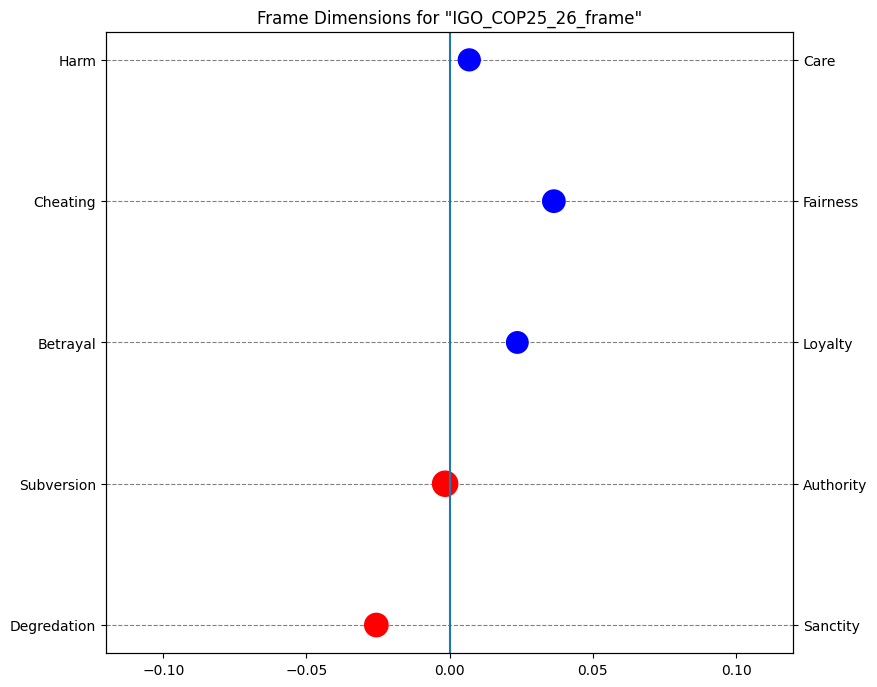 Frame Dimensions for "IGO_COP25_26_frame"
Harm
Care
Cheating
Fairness
Betrayal
Loyalty
Subversion
Authority
Degredation
Sanctity
−0.10
−0.05
0.00
0.05
0.10